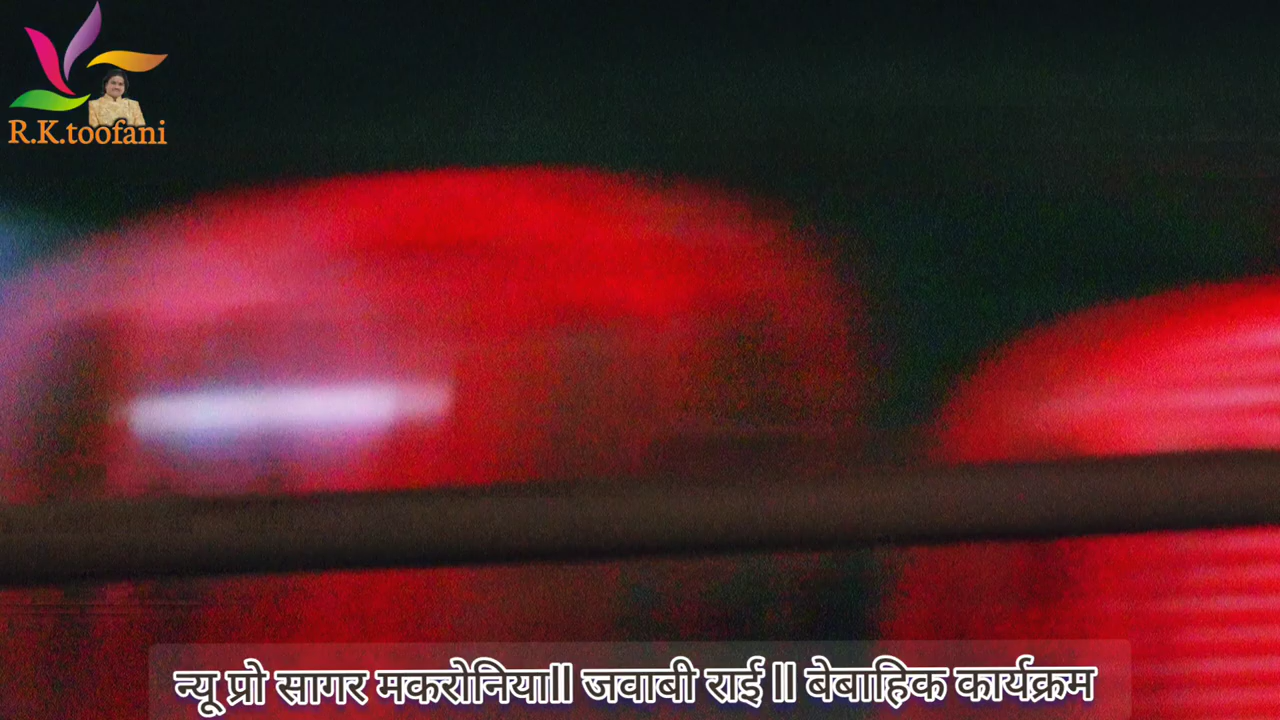 R.K.toofani
न्यू प्रो सागर मकरोनिया॥ जवाबी राई ॥ बेबाहिक कार्यक्रम